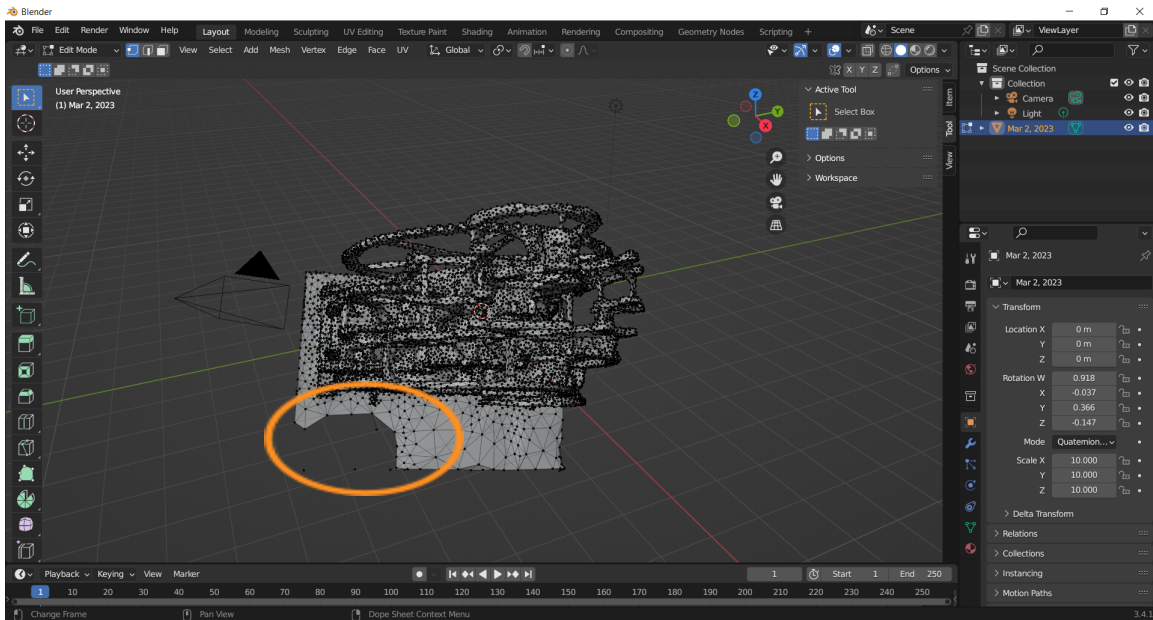 Blender
File Edit Render Window Help Layout Modeling Sculpting UV Editing Texture Paint Shading Animation Rendering Compositing Geometry Nodes Scripting + Scene ViewLayer
Edit Mode View Select Add Mesh Vertex Edge Face UV Global
X Y Z Options
User Perspective
(1) Mar 2, 2023
Z
Y
X
Active Tool
Select Box
Options
Workspace
Item
Tool
View
Scene Collection
Collection
Camera
Light
Mar 2, 2023
Mar 2, 2023
Mar 2, 2023
Transform
Location X 0 m
Y 0 m
Z 0 m
Rotation W 0.918
X -0.037
Y 0.366
Z -0.147
Mode Quaternion...
Scale X 10.000
Y 10.000
Z 10.000
Delta Transform
Relations
Collections
Instancing
Motion Paths
Playback Keying View Marker 1 Start 1 End 250
1 10 20 30 40 50 60 70 80 90 100 110 120 130 140 150 160 170 180 190 200 210 220 230 240 250
Change Frame Pan View Dope Sheet Context Menu 3.4.1